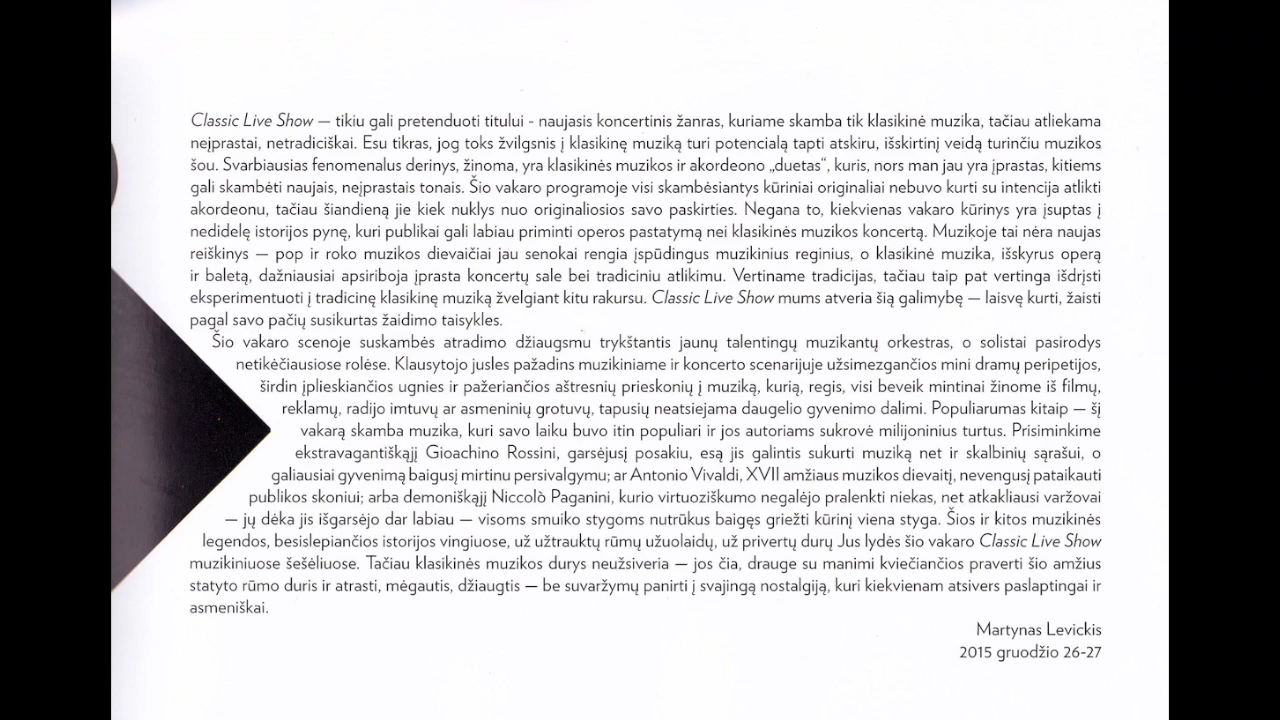 Classic Live Show — tikiu gali pretenduoti titului - naujasis koncertinis žanras, kuriame skamba tik klasikinė muzika, tačiau atliekama
neįprastai, netradiciškai. Esu tikras, jog toks žvilgsnis į klasikinę muziką turi potencialą tapti atskiru, išskirtinį veidą turinčiu muzikos
šou. Svarbiausias fenomenalus derinys, žinoma, yra klasikinės muzikos ir akordeono „duetas“, kuris, nors man jau yra įprastas, kitiems
gali skambėti naujais, neįprastais tonais. Šio vakaro programoje visi skambėsiantys kūriniai originaliai nebuvo kurti su intencija atlikti
akordeonu, tačiau šiandieną jie kiek nuklys nuo originaliosios savo paskirties. Negana to, kiekvienas vakaro kūrinys yra įsuptas į
nedidelę istorijos pynę, kuri publikai gali labiau priminti operos pastatymą nei klasikinės muzikos koncertą. Muzikoje tai nėra naujas
reiškinys — pop ir roko muzikos dievaičiai jau senokai rengia įspūdingus muzikinius reginius, o klasikinė muzika, išskyrus operą
ir baletą, dažniausiai apsiriboja įprasta koncertų sale bei tradiciniu atlikimu. Vertiname tradicijas, tačiau taip pat vertinga išdrįsti
eksperimentuoti į tradicinę klasikinę muziką žvelgiant kitu rakursu. Classic Live Show mums atveria šią galimybę — laisvę kurti, žaisti
pagal savo pačių susikurtas žaidimo taisykles.
Šio vakaro scenoje suskambės atradimo džiaugsmu trykštantis jaunų talentingų muzikantų orkestras, o solistai pasirodys
netikėčiausiose rolėse. Klausytojo jusles pažadins muzikiniame ir koncerto scenarijuje užsimezgančios mini dramų peripetijos,
širdin įplieskiančios ugnies ir pažeriančios aštresnių prieskonių į muziką, kurią, regis, visi beveik mintinai žinome iš filmų,
reklamų, radijo imtuvų ar asmeninių grotuvų, tapusių neatsiejama daugelio gyvenimo dalimi. Populiarumas kitaip — šį
vakarą skamba muzika, kuri savo laiku buvo itin populiari ir jos autoriams sukrovė milijoninius turtus. Prisiminkime
ekstravagantiškąjį Gioachino Rossini, garsėjusį posakiu, esą jis galintis sukurti muziką net ir skalbinių sąrašui, o
galiausiai gyvenimą baigusį mirtinu persivalgymu; ar Antonio Vivaldi, XVII amžiaus muzikos dievaitį, nevengusį pataikauti
publikos skoniui; arba demoniškąjį Niccolò Paganini, kurio virtuoziškumo negalėjo pralenkti niekas, net atkakliausi varžovai
— jų dėka jis išgarsėjo dar labiau — visoms smuiko stygoms nutrūkus baigęs griežti kūrinį viena styga. Šios ir kitos muzikinės
legendos, besislepiančios istorijos vingiuose, už užtrauktų rūmų užuolaidų, už privertų durų Jus lydės šio vakaro Classic Live Show
muzikiniuose šešėliuose. Tačiau klasikinės muzikos durys neužsiveria — jos čia, drauge su manimi kviečiančios praverti šio amžius
statyto rūmo duris ir atrasti, mėgautis, džiaugtis — be suvaržymų panirti į svajingą nostalgiją, kuri kiekvienam atsivers paslaptingai ir
asmeniškai.
Martynas Levickis
2015 gruodžio 26-27